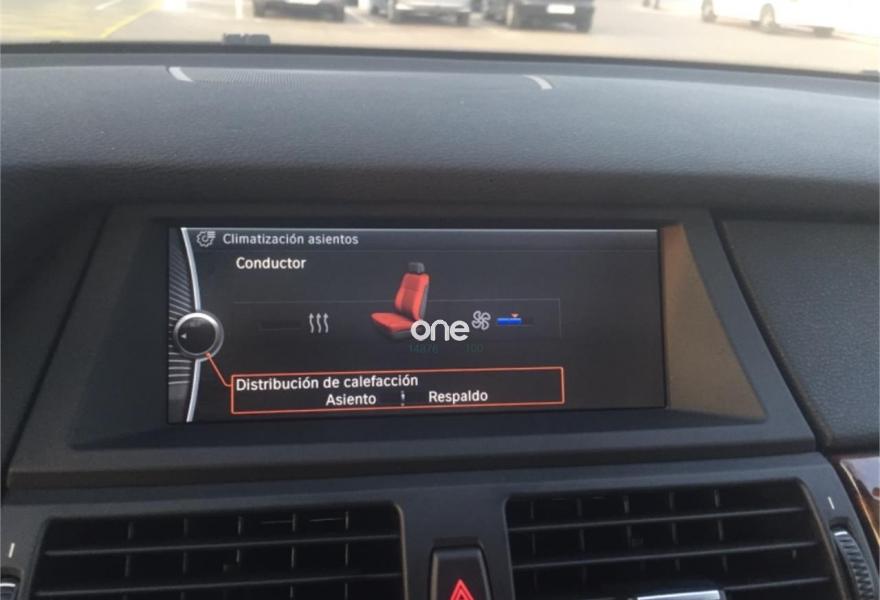 Climatización asientos
Conductor
one
Distribución de calefacción
Asiento Respaldo